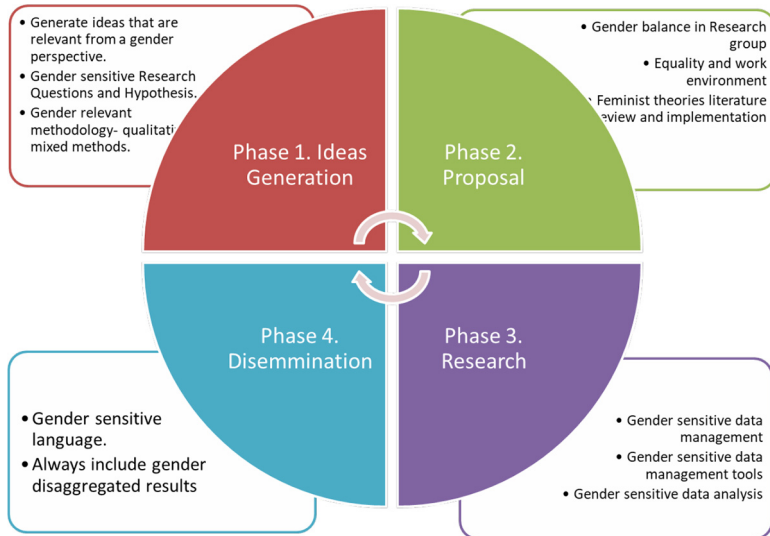 • Generate ideas that are
relevant from a gender
perspective.
• Gender sensitive Research
Questions and Hypothesis.
• Gender relevant
methodology- qualitati
mixed methods.
Phase 1. Ideas
Generation
• Gender balance in Research
group
• Equality and work
environment
• Feminist theories literature
eview and implementation
Phase 2.
Proposal
Phase 4.
Disemmination
• Gender sensitive
language.
• Always include gender
disaggregated results
Phase 3.
Research
• Gender sensitive data
management
• Gender sensitive data
management tools
• Gender sensitive data analysis